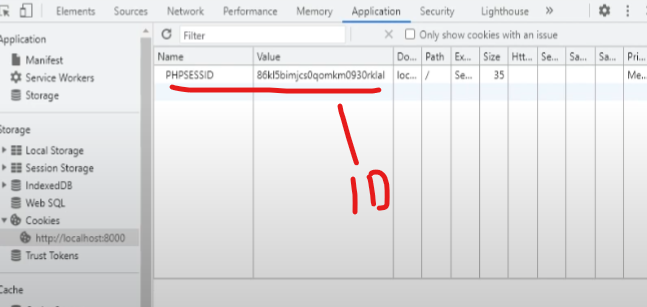 Elements Sources Network Performance Memory Application Security Lighthouse »
Application
Filter
Only show cookies with an issue
Manifest
Service Workers
Storage
Name Value Do... Path Ex... Size Htt... Se... Sa... Sa... Pri...
PHPSESSID 86kl5bimjcs0qomkm0930rklal loc... / Se... 35 Me...
Storage
Local Storage
Session Storage
IndexedDB
Web SQL
Cookies
http://localhost:8000
Trust Tokens
Cache
ID